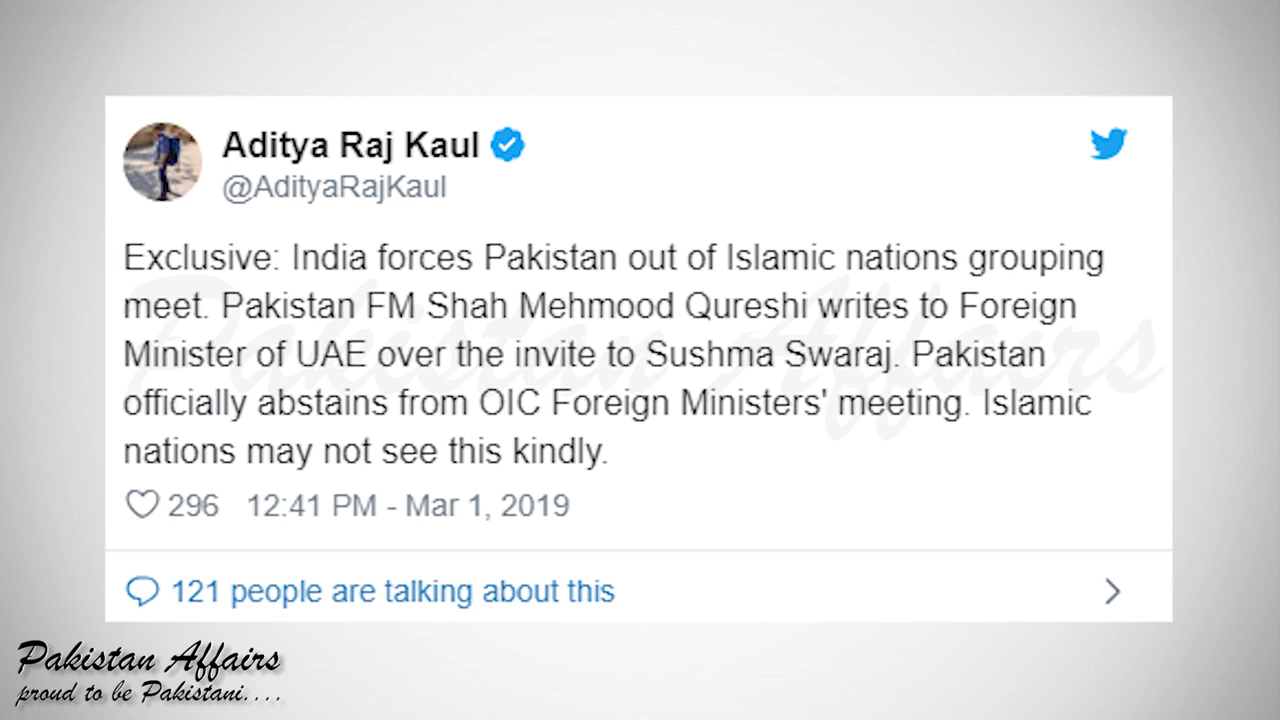 Aditya Raj Kaul
@AdityaRajKaul
Exclusive: India forces Pakistan out of Islamic nations grouping
meet. Pakistan FM Shah Mehmood Qureshi writes to Foreign
Minister of UAE over the invite to Sushma Swaraj. Pakistan
officially abstains from OIC Foreign Ministers' meeting. Islamic
nations may not see this kindly.
296 12:41 PM - Mar 1, 2019
121 people are talking about this
Pakistan Affairs
Pakistan Affairs
proud to be Pakistani....